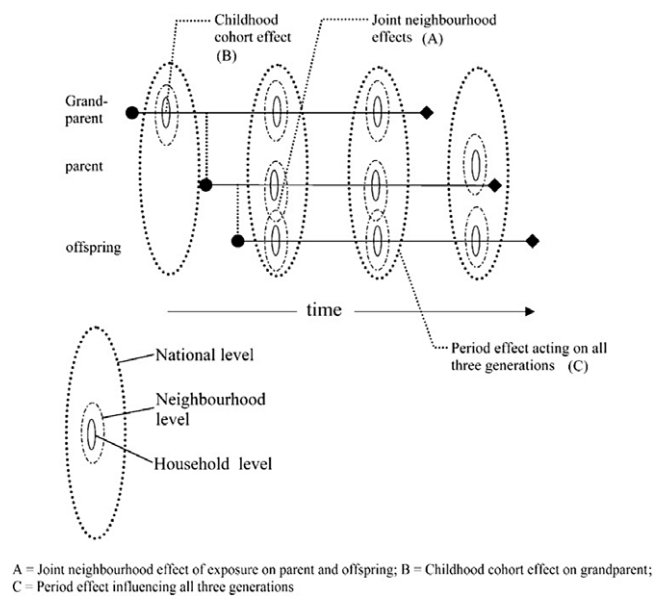 Childhood
cohort effect
(B)
Joint neighbourhood
effects (A)
Grand-
parent
parent
offspring
time
Period effect acting on all
three generations (C)
National level
Neighbourhood
level
Household level
A = Joint neighbourhood effect of exposure on parent and offspring; B = Childhood cohort effect on grandparent;
C = Period effect influencing all three generations